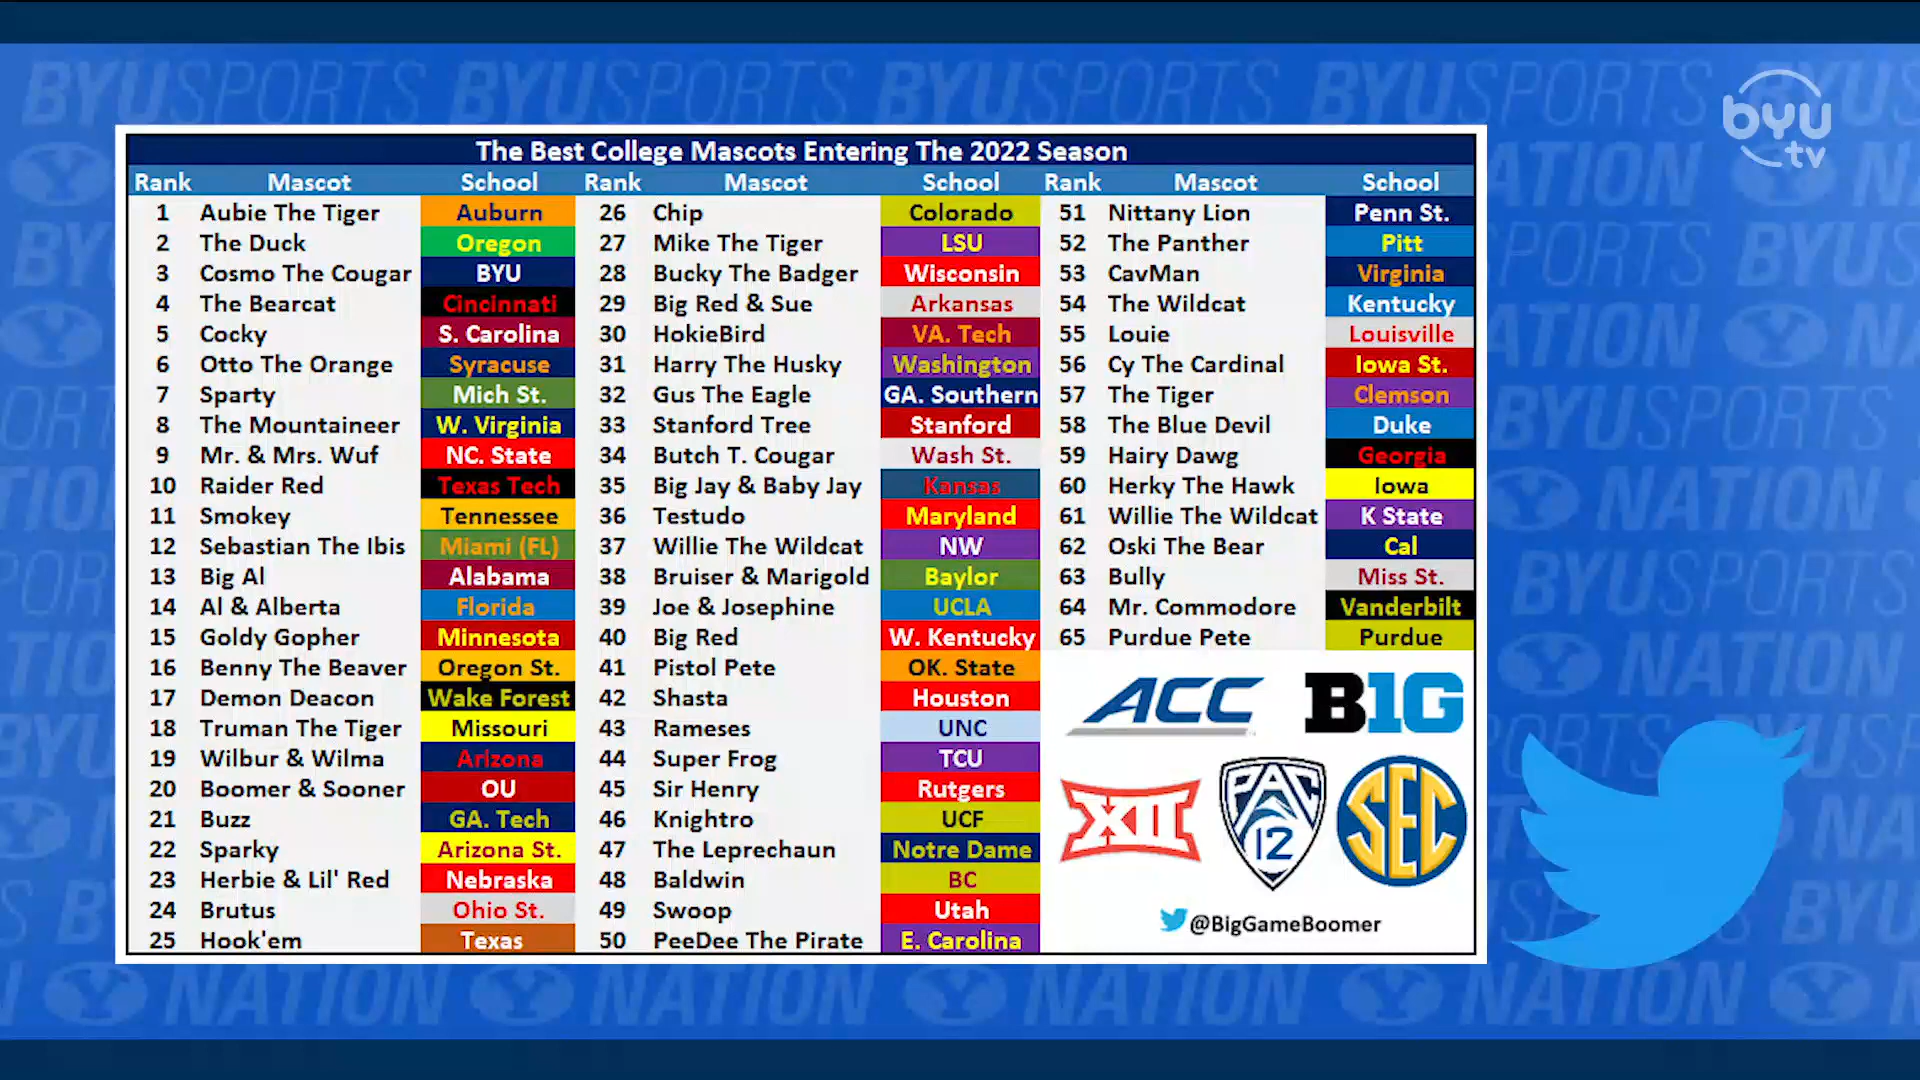 BYUSPORTS BYUSPORTS BYUSPORTS BYUSPORTS
byu
tv
The Best College Mascots Entering The 2022 Season
Rank Mascot School Rank Mascot School Rank Mascot School
1 Aubie The Tiger Auburn 26 Chip Colorado 51 Nittany Lion Penn St.
2 The Duck Oregon 27 Mike The Tiger LSU 52 The Panther Pitt
3 Cosmo The Cougar BYU 28 Bucky The Badger Wisconsin 53 CavMan Virginia
4 The Bearcat Cincinnati 29 Big Red & Sue Arkansas 54 The Wildcat Kentucky
5 Cocky S. Carolina 30 HokieBird VA. Tech 55 Louie Louisville
6 Otto The Orange Syracuse 31 Harry The Husky Washington 56 Cy The Cardinal Iowa St.
7 Sparty Mich St. 32 Gus The Eagle GA. Southern 57 The Tiger Clemson
8 The Mountaineer W. Virginia 33 Stanford Tree Stanford 58 The Blue Devil Duke
9 Mr. & Mrs. Wuf NC. State 34 Butch T. Cougar Wash St. 59 Hairy Dawg Georgia
10 Raider Red Texas Tech 35 Big Jay & Baby Jay Kansas 60 Herky The Hawk Iowa
11 Smokey Tennessee 36 Testudo Maryland 61 Willie The Wildcat K State
12 Sebastian The Ibis Miami (FL) 37 Willie The Wildcat NW 62 Oski The Bear Cal
13 Big Al Alabama 38 Bruiser & Marigold Baylor 63 Bully Miss St.
14 Al & Alberta Florida 39 Joe & Josephine UCLA 64 Mr. Commodore Vanderbilt
15 Goldy Gopher Minnesota 40 Big Red W. Kentucky 65 Purdue Pete Purdue
16 Benny The Beaver Oregon St. 41 Pistol Pete OK. State
17 Demon Deacon Wake Forest 42 Shasta Houston
18 Truman The Tiger Missouri 43 Rameses UNC
19 Wilbur & Wilma Arizona 44 Super Frog TCU
20 Boomer & Sooner OU 45 Sir Henry Rutgers
21 Buzz GA. Tech 46 Knightro UCF
22 Sparky Arizona St. 47 The Leprechaun Notre Dame
23 Herbie & Lil' Red Nebraska 48 Baldwin BC
24 Brutus Ohio St. 49 Swoop Utah
25 Hook'em Texas 50 PeeDee The Pirate E. Carolina
ACC B1G
XII PAC 12 SEC
@BigGameBoomer
NATION NATION NATION NATION